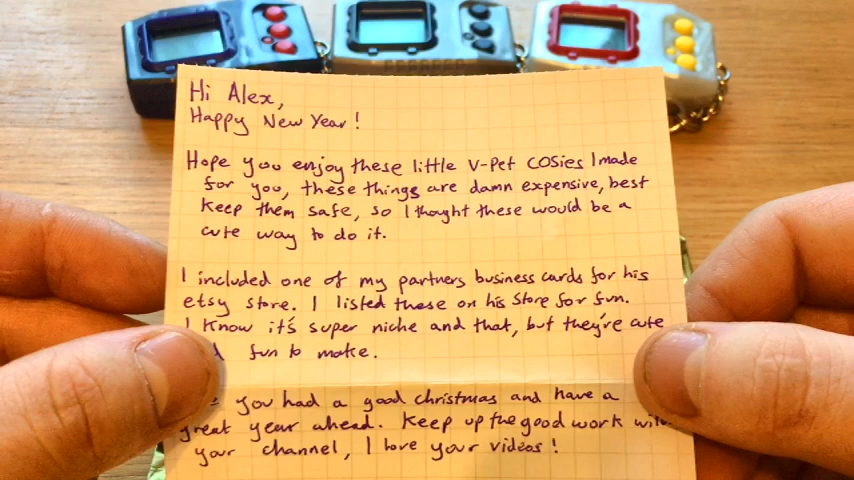 Hi Alex,
Happy New Year!
Hope you enjoy these little V-Pet cosies I made
for you, these things are damn expensive, best
keep them safe, so I thought these would be a
cute way to do it.
I included one of my partners business cards for his
etsy store. I listed these on his store for fun.
I know it's super niche and that, but they're cute
fun to make.
you had a good christmas and have a
great year ahead. Keep up the good work with
your channel, I love your videos!